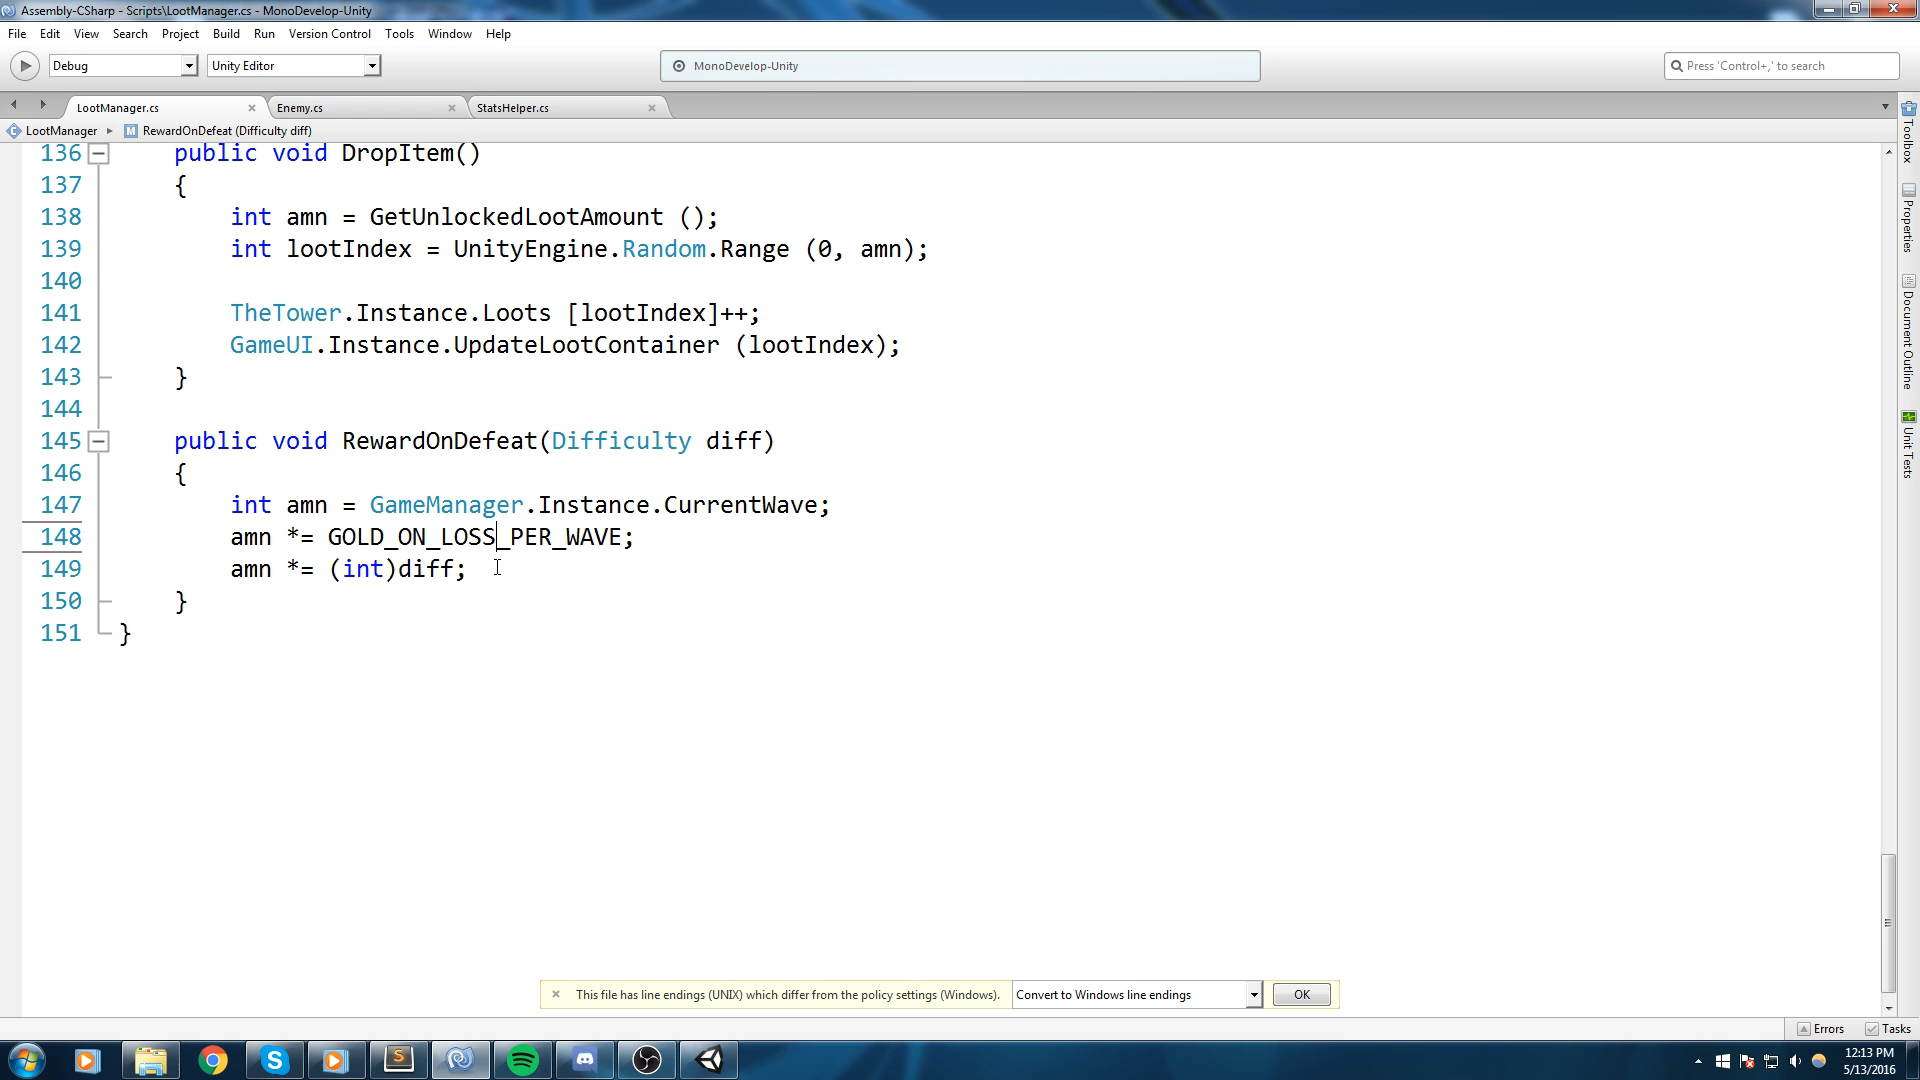 Assembly-CSharp - Scripts\LootManager.cs - MonoDevelop-Unity
File Edit View Search Project Build Run Version Control Tools Window Help
Debug Unity Editor MonoDevelop-Unity Press 'Control+,' to search
LootManager.cs Enemy.cs StatsHelper.cs
LootManager RewardOnDefeat (Difficulty diff)
136 public void DropItem()
137 {
138 int amn = GetUnlockedLootAmount ();
139 int lootIndex = UnityEngine.Random.Range (0, amn);
140
141 TheTower.Instance.Loots [lootIndex]++;
142 GameUI.Instance.UpdateLootContainer (lootIndex);
143 }
144
145 public void RewardOnDefeat(Difficulty diff)
146 {
147 int amn = GameManager.Instance.CurrentWave;
148 amn *= GOLD_ON_LOSS_PER_WAVE;
149 amn *= (int)diff;
150 }
151 }
Toolbox
Properties
Document Outline
Unit Tests
This file has line endings (UNIX) which differ from the policy settings (Windows). Convert to Windows line endings OK
Errors Tasks
12:13 PM
5/13/2016